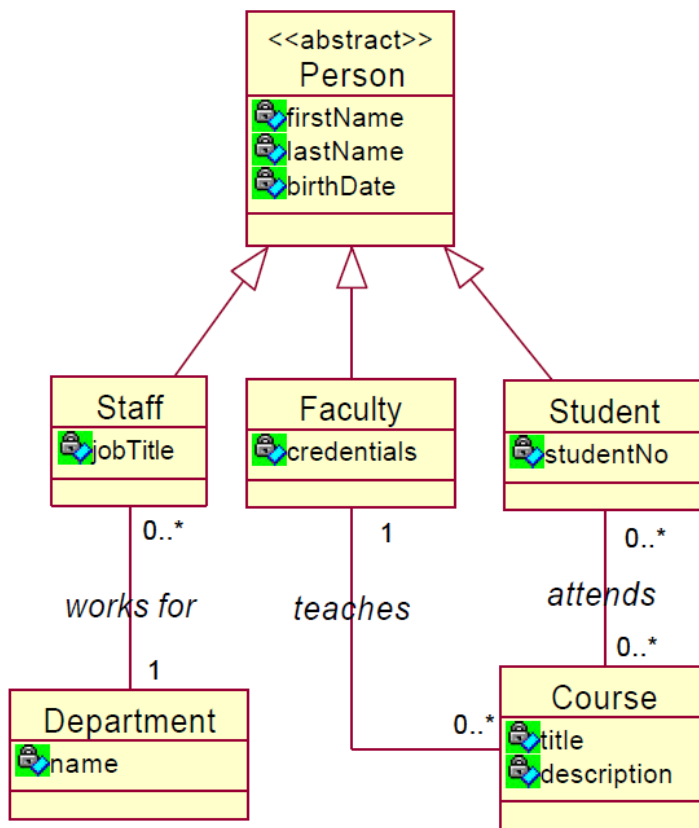 <<abstract>>
Person
firstName
lastName
birthDate
Staff
jobTitle
Faculty
credentials
Student
studentNo
0..*
1
0..*
works for
teaches
attends
1
0..*
0..*
Department
name
Course
title
description